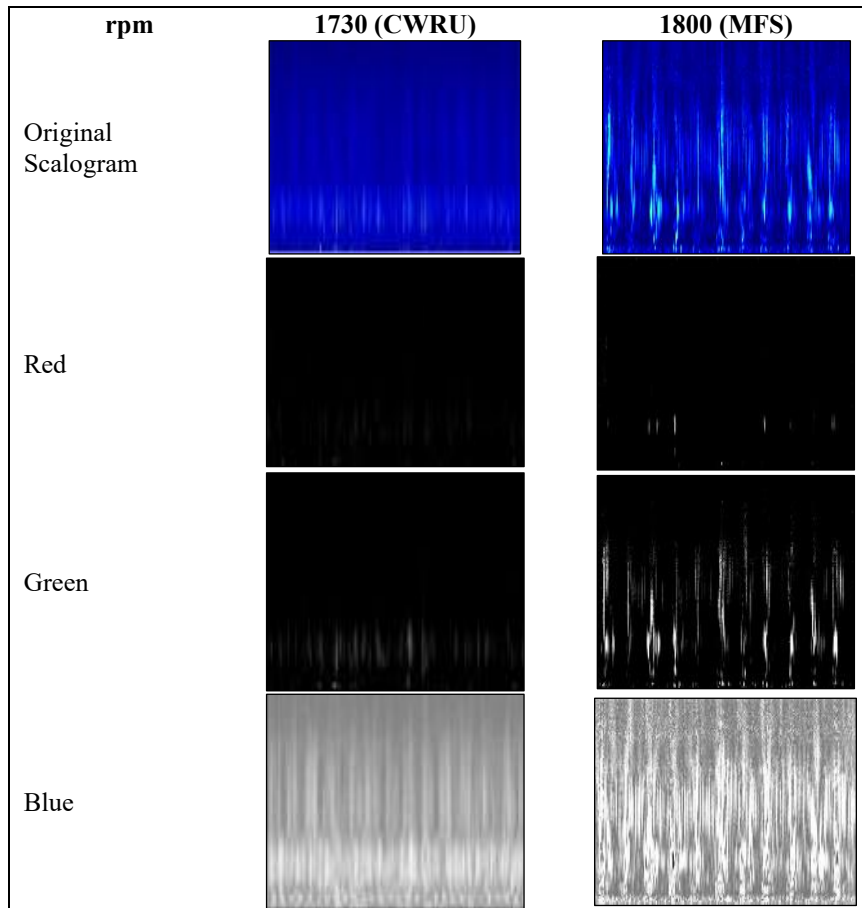 rpm 1730 (CWRU) 1800 (MFS)
Original
Scalogram
Red
Green
Blue